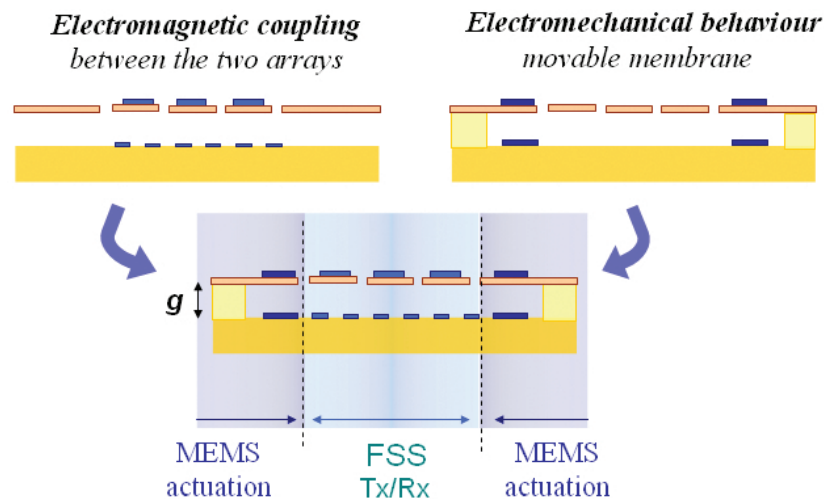 Electromagnetic coupling
between the two arrays
Electromechanical behaviour
movable membrane
g
MEMS
actuation
FSS
Tx/Rx
MEMS
actuation